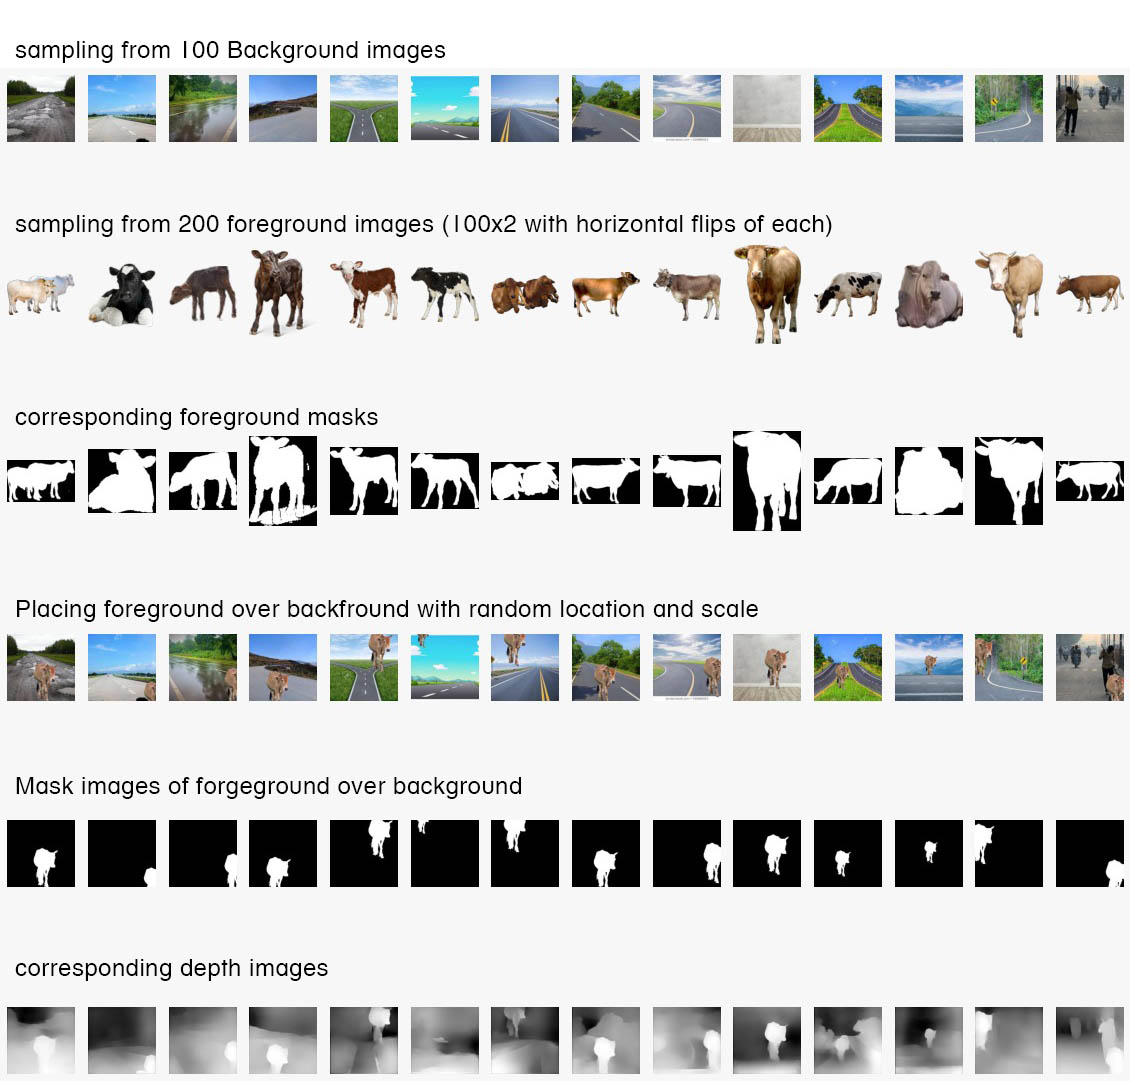 sampling from 100 Background images
sampling from 200 foreground images (100x2 with horizontal flips of each)
corresponding foreground masks
Placing foreground over backfround with random location and scale
Mask images of forgeground over background
corresponding depth images